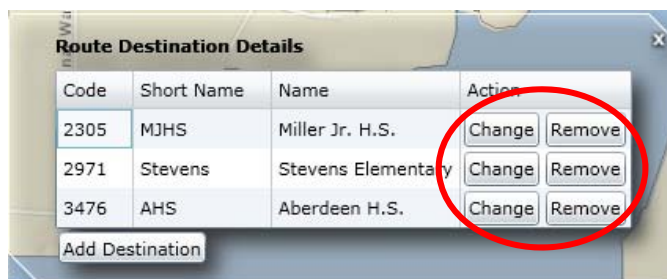 Route Destination Details
x
Code Short Name Name Action
2305 MJHS Miller Jr. H.S. Change Remove
2971 Stevens Stevens Elementary Change Remove
3476 AHS Aberdeen H.S. Change Remove
Add Destination